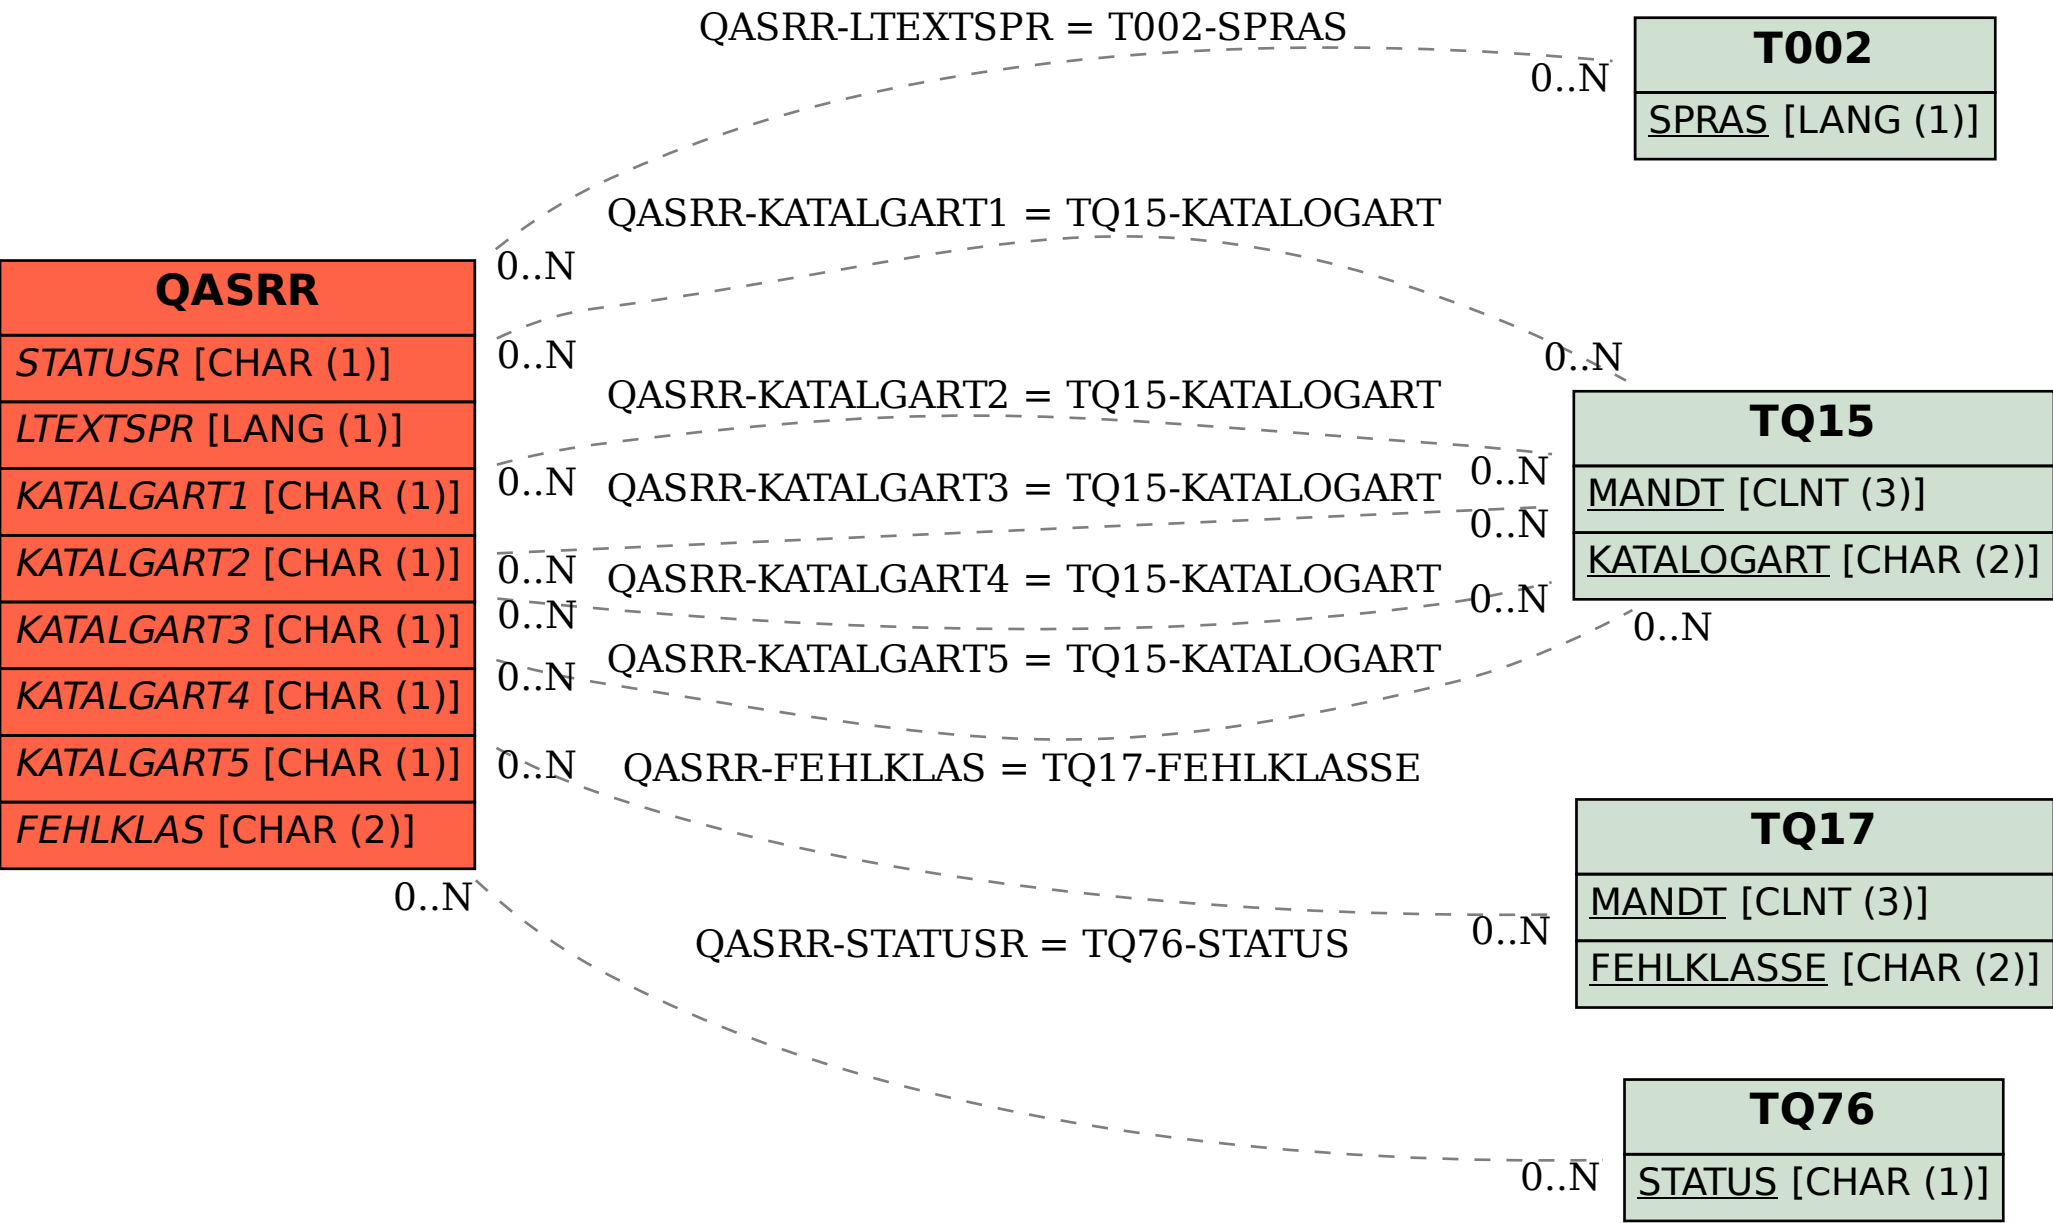 QASRR-LTEXTSPR = T002-SPRAS
0..N
0..N
T002
SPRAS [LANG (1)]
QASRR-KATALGART1 = TQ15-KATALOGART
0..N
0..N
QASRR
STATUSR [CHAR (1)]
LTEXTSPR [LANG (1)]
KATALGART1 [CHAR (1)]
KATALGART2 [CHAR (1)]
KATALGART3 [CHAR (1)]
KATALGART4 [CHAR (1)]
KATALGART5 [CHAR (1)]
FEHLKLAS [CHAR (2)]
QASRR-KATALGART2 = TQ15-KATALOGART
0..N
0..N
QASRR-KATALGART3 = TQ15-KATALOGART
0..N
0..N
QASRR-KATALGART4 = TQ15-KATALOGART
0..N
0..N
QASRR-KATALGART5 = TQ15-KATALOGART
0..N
0..N
TQ15
MANDT [CLNT (3)]
KATALOGART [CHAR (2)]
QASRR-FEHLKLAS = TQ17-FEHLKLASSE
0..N
0..N
TQ17
MANDT [CLNT (3)]
FEHLKLASSE [CHAR (2)]
QASRR-STATUSR = TQ76-STATUS
0..N
0..N
TQ76
STATUS [CHAR (1)]